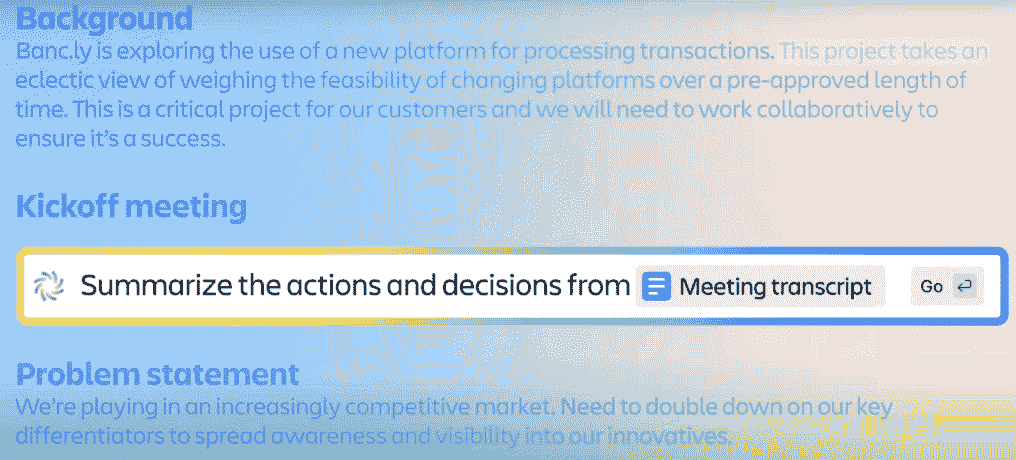 Background
Banc.ly is exploring the use of a new platform for processing transactions. This project takes an
eclectic view of weighing the feasibility of changing platforms over a pre-approved length of
time. This is a critical project for our customers and we will need to work collaboratively to
ensure it's a success.
Kickoff meeting
Summarize the actions and decisions from Meeting transcript Go
Problem statement
We're playing in an increasingly competitive market. Need to double down on our key
differentiators to spread awareness and visibility into our innovatives.